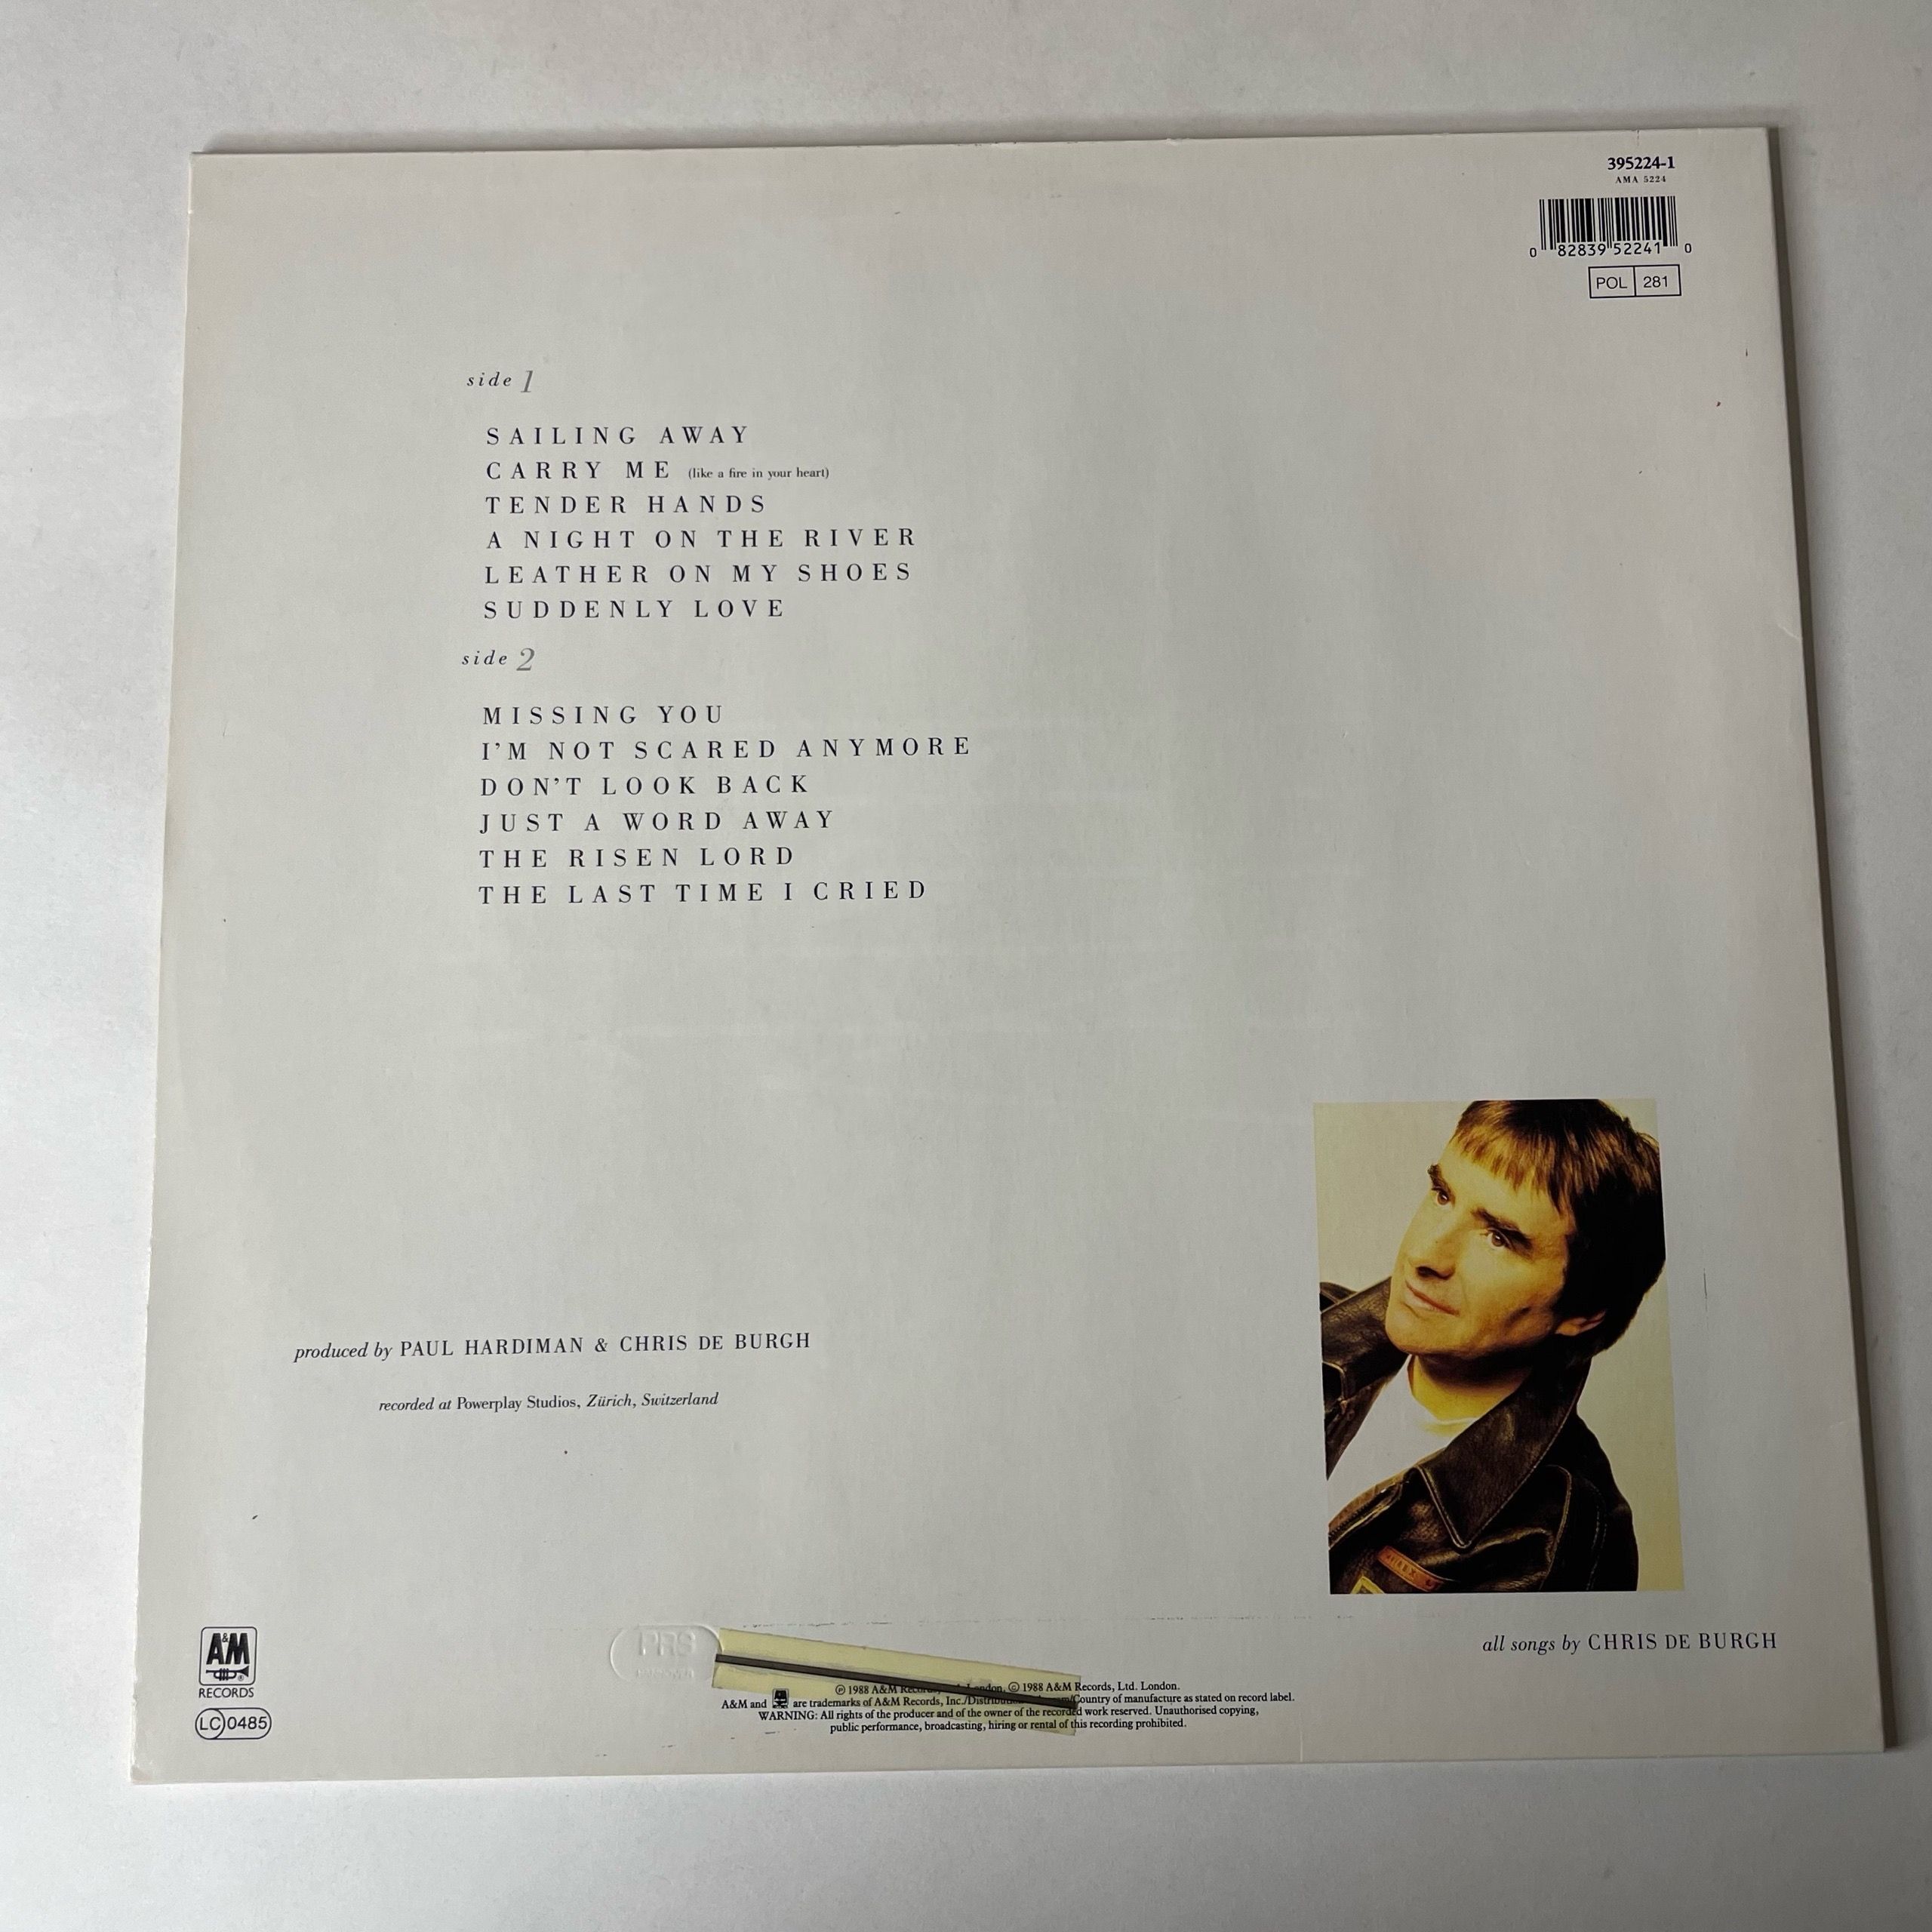 395224-1
AMA 5224
0 82839 52241 0
POL 281
side 1
SAILING AWAY
CARRY ME (like a fire in your heart)
TENDER HANDS
A NIGHT ON THE RIVER
LEATHER ON MY SHOES
SUDDENLY LOVE
side 2
MISSING YOU
I'M NOT SCARED ANYMORE
DON'T LOOK BACK
JUST A WORD AWAY
THE RISEN LORD
THE LAST TIME I CRIED
produced by PAUL HARDIMAN & CHRIS DE BURGH
recorded at Powerplay Studios, Zürich, Switzerland
all songs by CHRIS DE BURGH
A&M
RECORDS
LC 0485
PRS
℗ 1988 A&M London. © 1988 A&M Records, Ltd. London.
A&M and are trademarks of A&M Records, Inc./ Country of manufacture as stated on record label.
WARNING: All rights of the producer and of the owner of the recorded work reserved. Unauthorised copying,
public performance, broadcasting, hiring or rental of this recording prohibited.